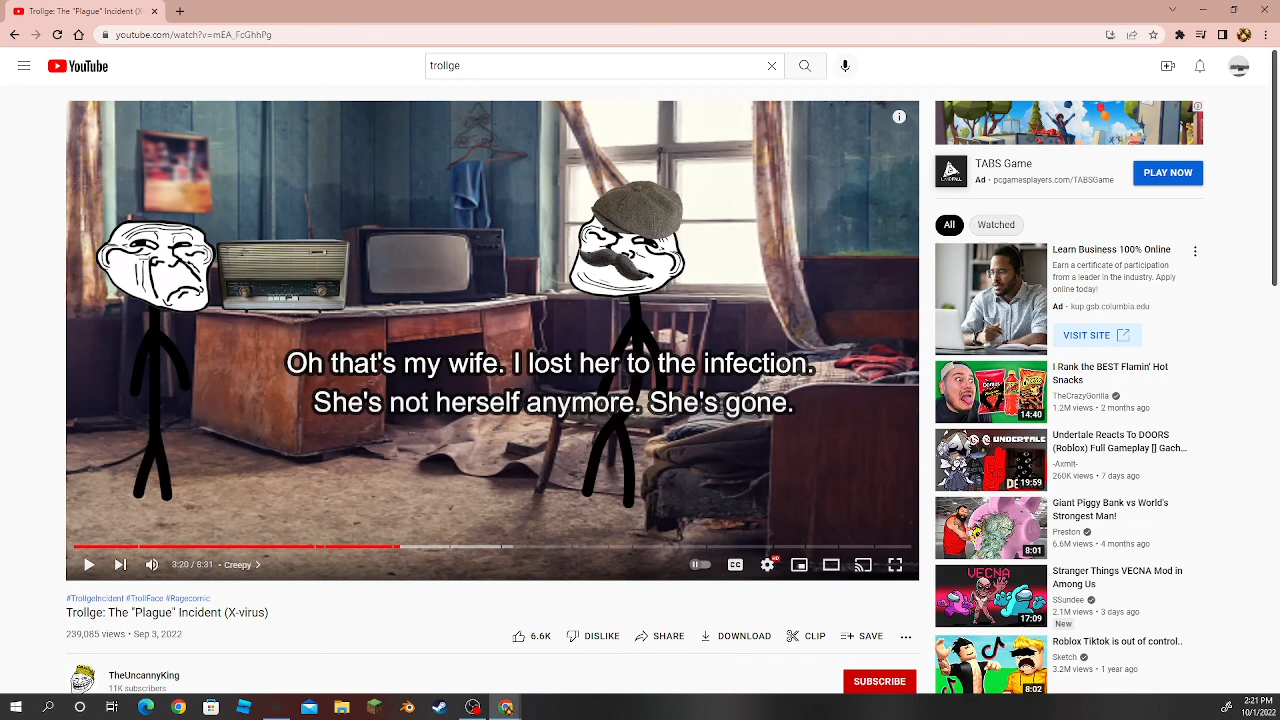 Trollge: The "Plague" Incident (X-
youtube.com/watch?v=mEA_FcGhhPg
YouTube
trollge
Oh that's my wife. I lost her to the infection.
She's not herself anymore. She's gone.
3:20 / 8:31 • Creepy
CC
HD
#TrollgeIncident #TrollFace #Ragecomic
Trollge: The "Plague" Incident (X-virus)
239,085 views • Sep 3, 2022
6.6K
DISLIKE
SHARE
DOWNLOAD
CLIP
SAVE
TheUncannyKing
11K subscribers
SUBSCRIBE
LANDFALL
TABS Game
Ad • pcgamesplayers.com/TABSGame
PLAY NOW
All
Watched
Learn Business 100% Online
Earn a certificate of participation
from a leader in the industry. Apply
online today!
Ad • kup.gsb.columbia.edu
VISIT SITE
14:40
I Rank the BEST Flamin' Hot
Snacks
TheCrazyGorilla
1.2M views • 2 months ago
UNDERTALE
19:59
Undertale Reacts To DOORS
(Roblox) Full Gameplay [] Gach...
-AxmIt-
260K views • 7 days ago
8:01
Giant Piggy Bank vs World's
Strongest Man!
Preston
6.6M views • 4 months ago
VECNA
17:09
Stranger Things VECNA Mod in
Among Us
SSundee
2.1M views • 3 days ago
New
8:02
Roblox Tiktok is out of control..
Sketch
3.2M views • 1 year ago
2:21 PM
10/1/2022